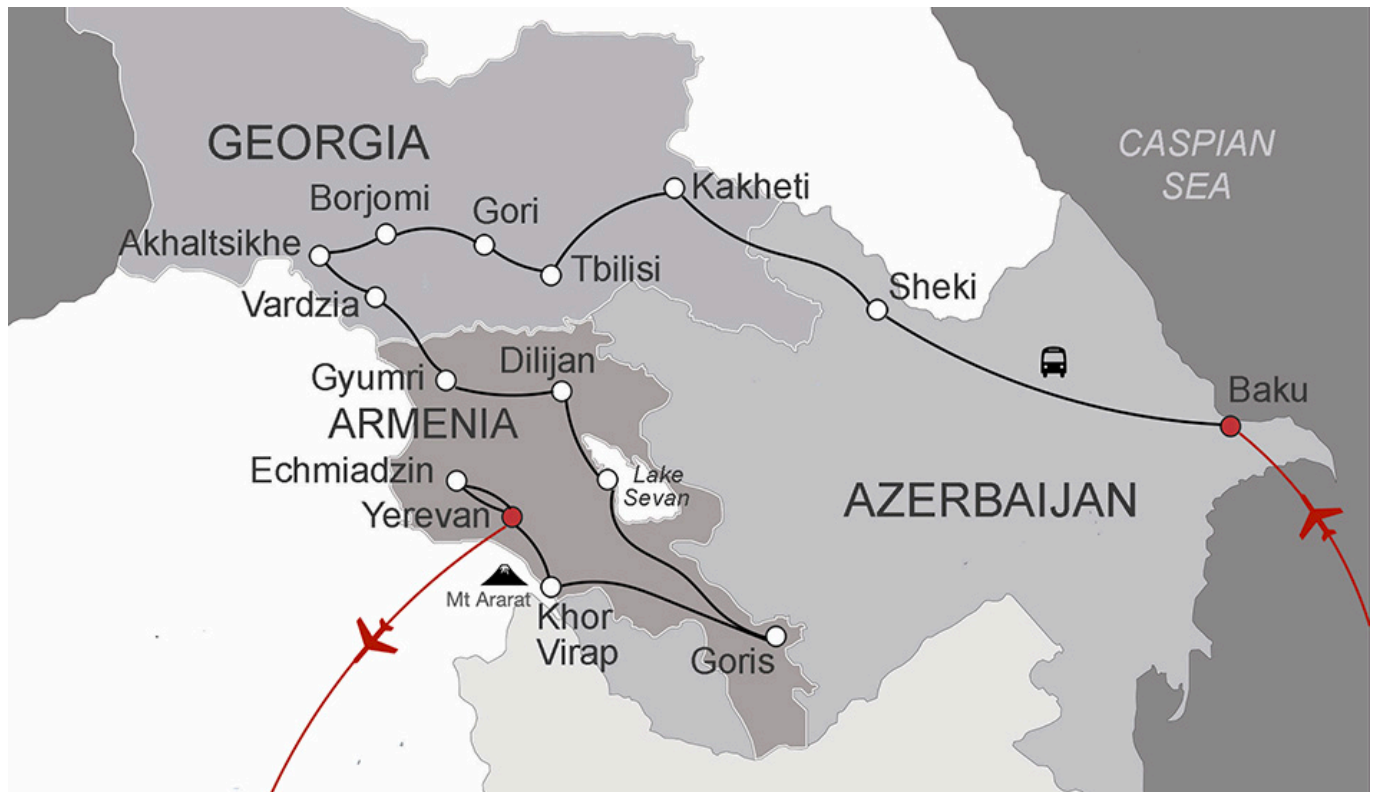 GEORGIA
CASPIAN
SEA
Borjomi
Gori
Kakheti
Akhaltsikhe
Tbilisi
Vardzia
Sheki
Gyumri
Dilijan
Baku
ARMENIA
Echmiadzin
Lake
Sevan
AZERBAIJAN
Yerevan
Mt Ararat
Khor
Virap
Goris